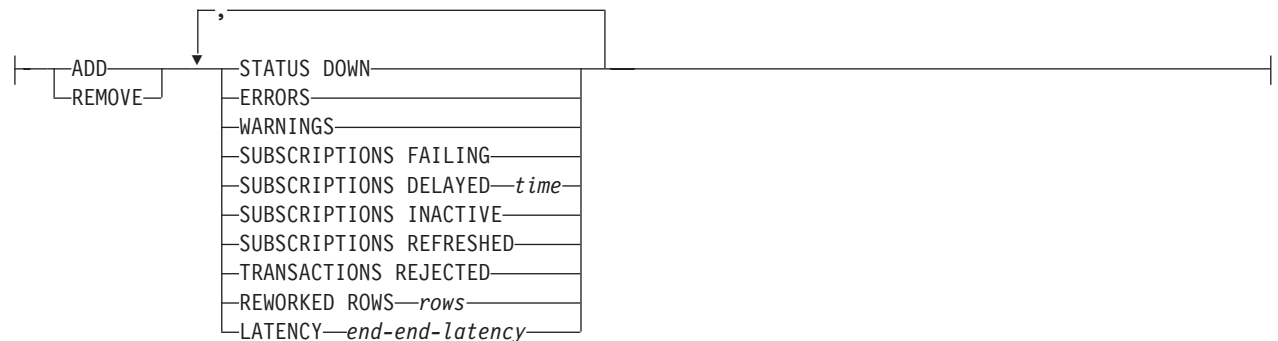 ,
ADD STATUS DOWN
REMOVE ERRORS
WARNINGS
SUBSCRIPTIONS FAILING
SUBSCRIPTIONS DELAYED time
SUBSCRIPTIONS INACTIVE
SUBSCRIPTIONS REFRESHED
TRANSACTIONS REJECTED
REWORKED ROWS rows
LATENCY end-end-latency